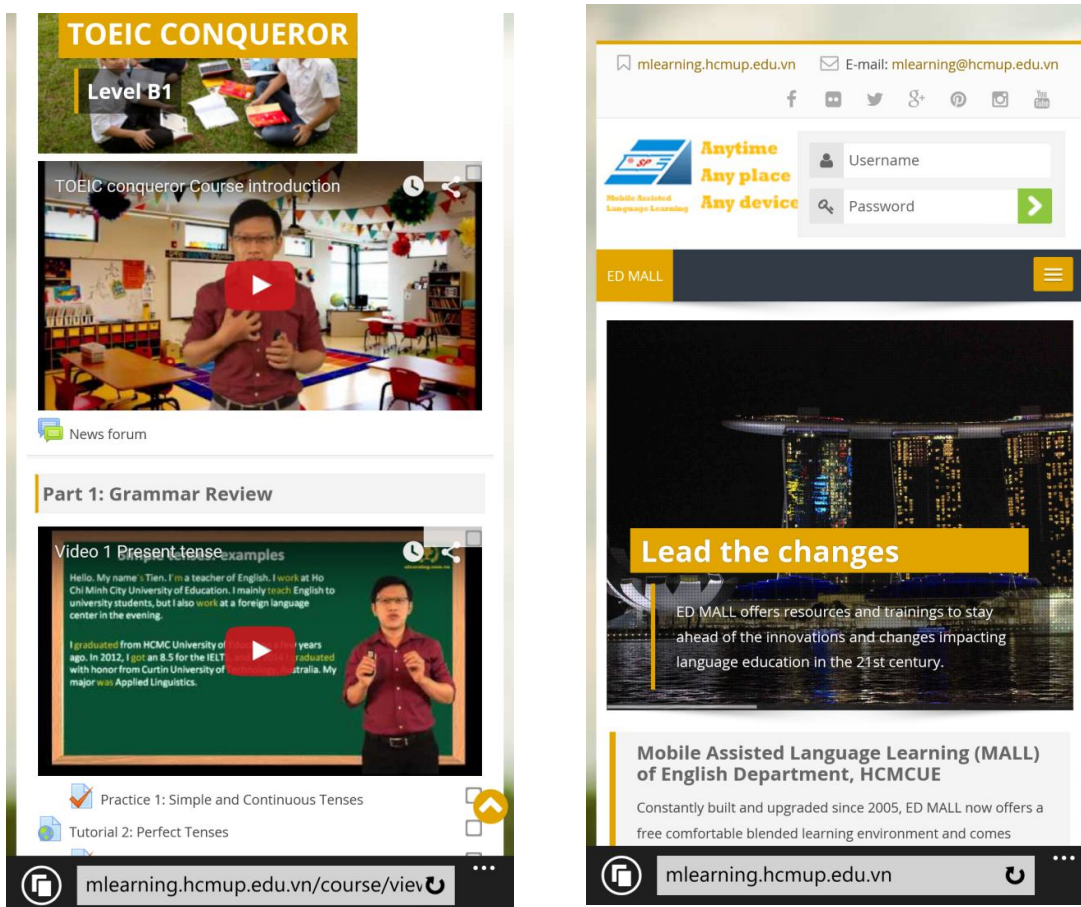 TOEIC CONQUEROR
Level B1
TOEIC conqueror Course introduction
News forum
Part 1: Grammar Review
Video 1 Present tense
examples
Hello. My name's Tien. I'm a teacher of English. I work at Ho
Chi Minh City University of Education. I mainly teach English to
university students, but I also work at a foreign language
center in the evening.
I graduated from HCMC University of years
ago. In 2012, I got an 8.5 for the IELT graduated
with honor from Curtin University of Australia. My
major was Applied Linguistics.
Practice 1: Simple and Continuous Tenses
Tutorial 2: Perfect Tenses
mlearning.hcmup.edu.vn/course/view
mlearning.hcmup.edu.vn
E-mail: mlearning@hcmup.edu.vn
You
Tube
SP
Mobile Assisted
Language Learning
Anytime
Any place
Any device
Username
Password
ED MALL
Lead the changes
ED MALL offers resources and trainings to stay
ahead of the innovations and changes impacting
language education in the 21st century.
Mobile Assisted Language Learning (MALL)
of English Department, HCMCUE
Constantly built and upgraded since 2005, ED MALL now offers a
free comfortable blended learning environment and comes
mlearning.hcmup.edu.vn